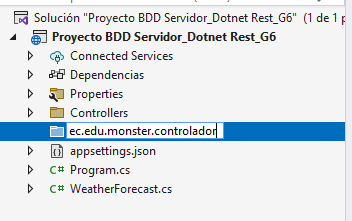 Solución "Proyecto BDD Servidor_Dotnet Rest_G6" (1 de 1 p
Proyecto BDD Servidor_Dotnet Rest_G6
Connected Services
Dependencias
Properties
Controllers
ec.edu.monster.controlador
appsettings.json
C# Program.cs
C# WeatherForecast.cs